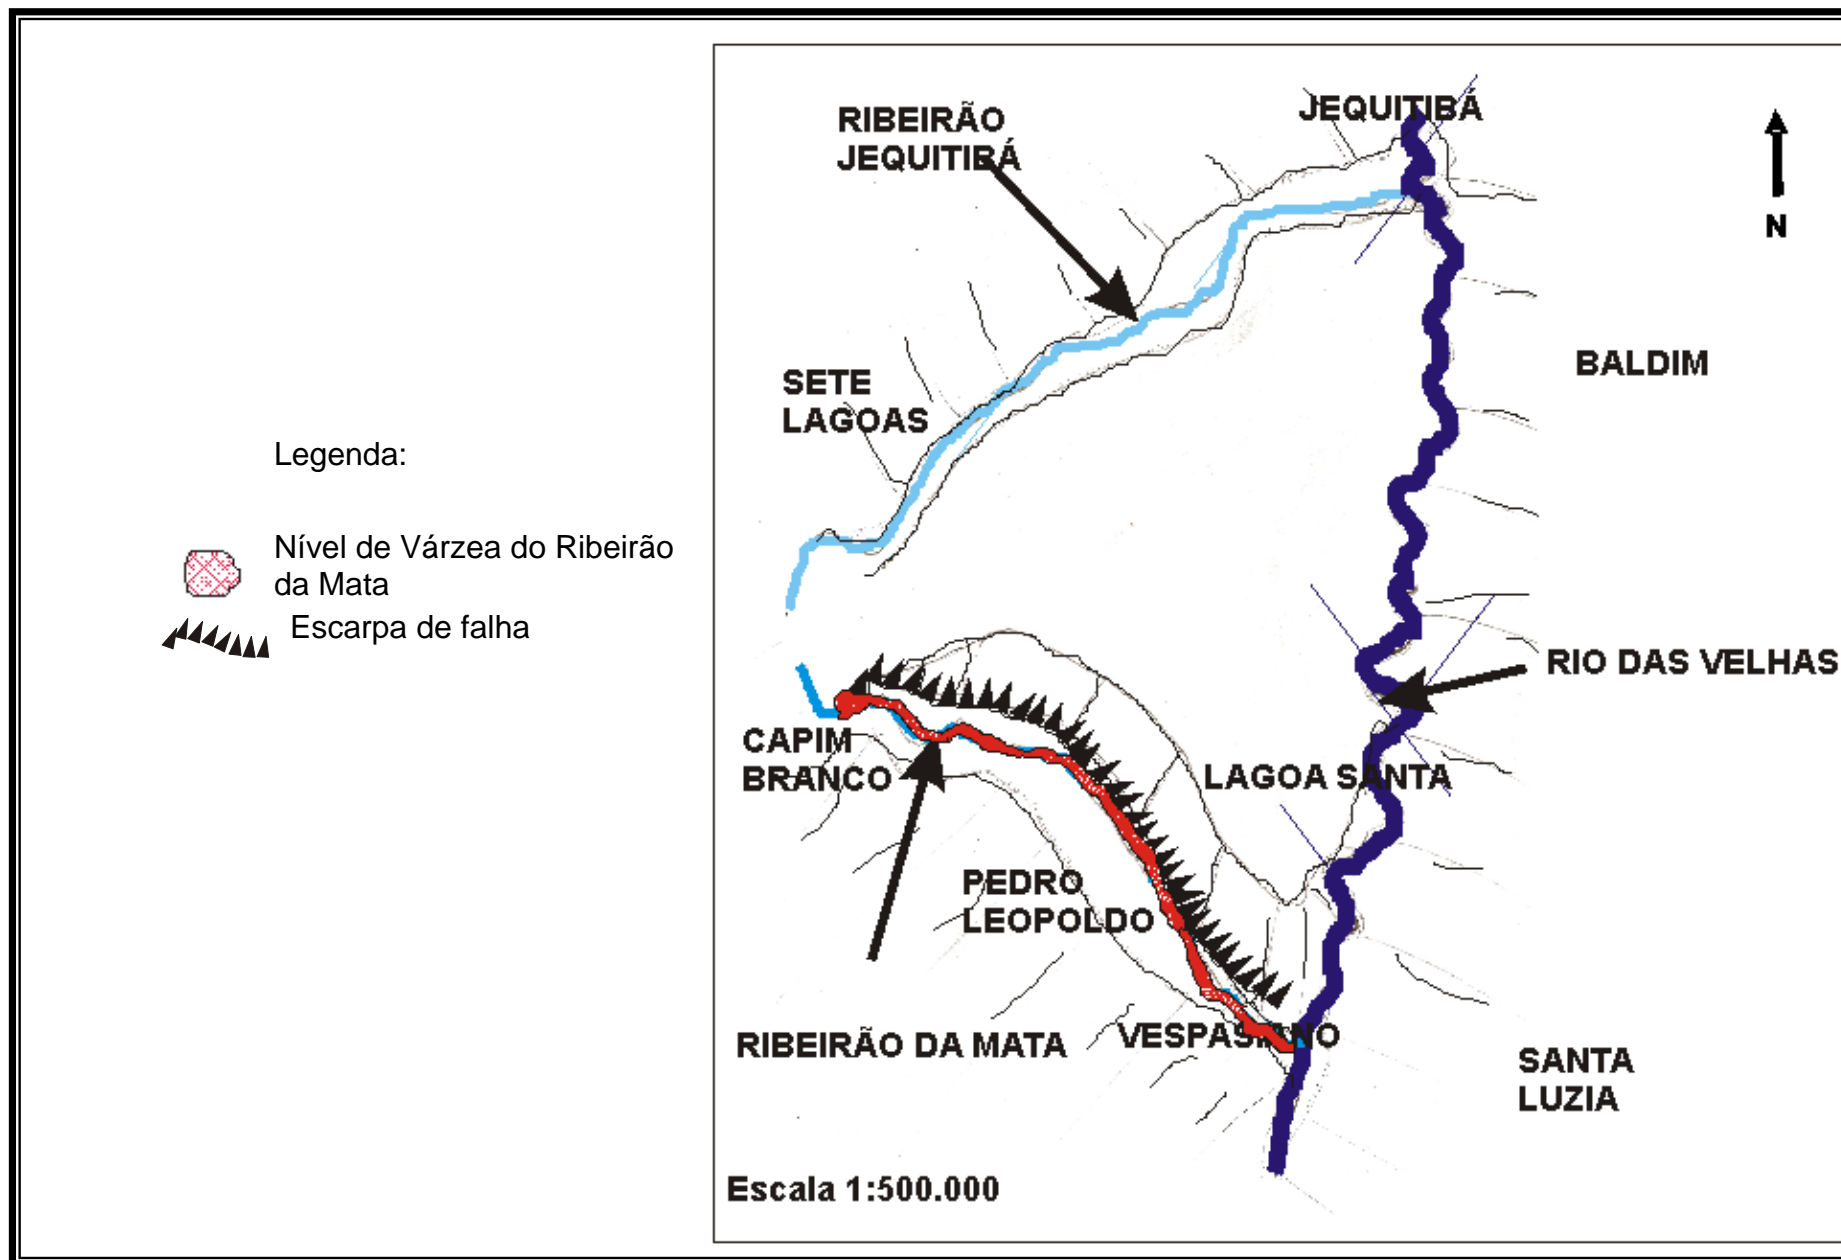 Legenda:
Nível de Várzea do Ribeirão
da Mata
Escarpa de falha
RIBEIRÃO
JEQUITIBÁ
JEQUITIBÁ
N
BALDIM
SETE
LAGOAS
RIO DAS VELHAS
CAPIM
BRANCO
LAGOA SANTA
PEDRO
LEOPOLDO
RIBEIRÃO DA MATA
VESPASIANO
SANTA
LUZIA
Escala 1:500.000